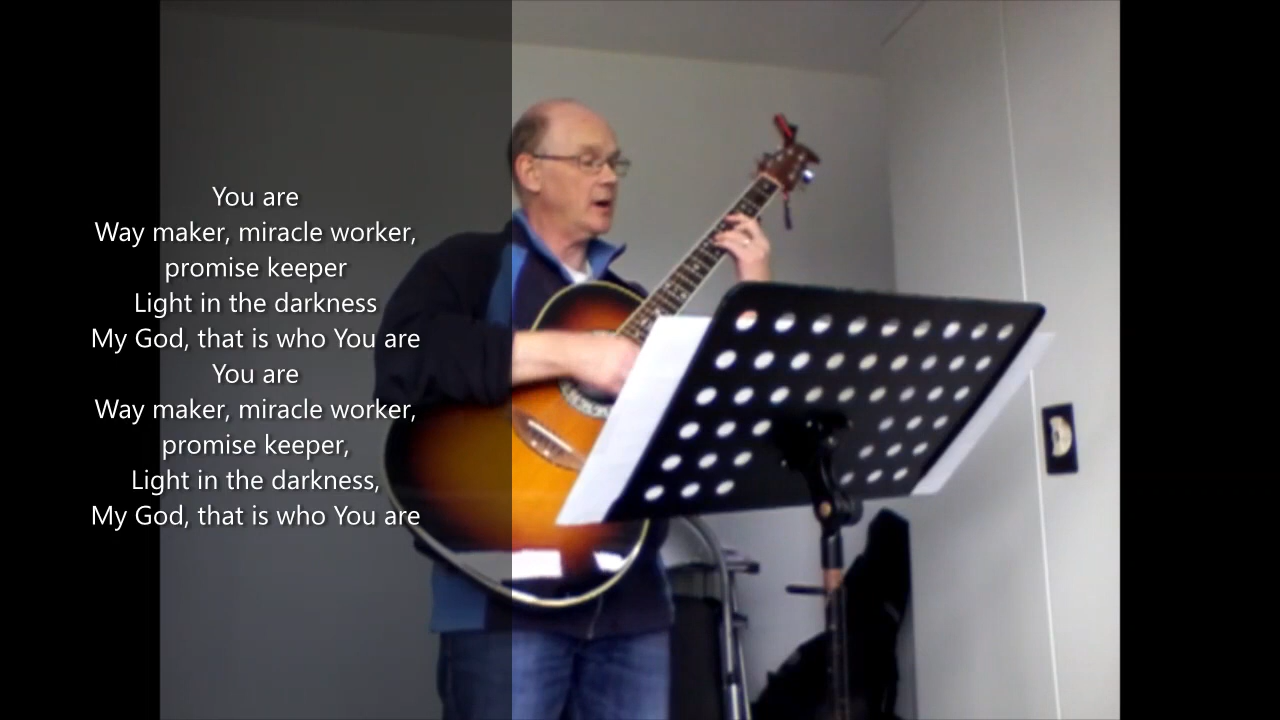 You are
Way maker, miracle worker,
promise keeper
Light in the darkness
My God, that is who You are
You are
Way maker, miracle worker,
promise keeper,
Light in the darkness,
My God, that is who You are